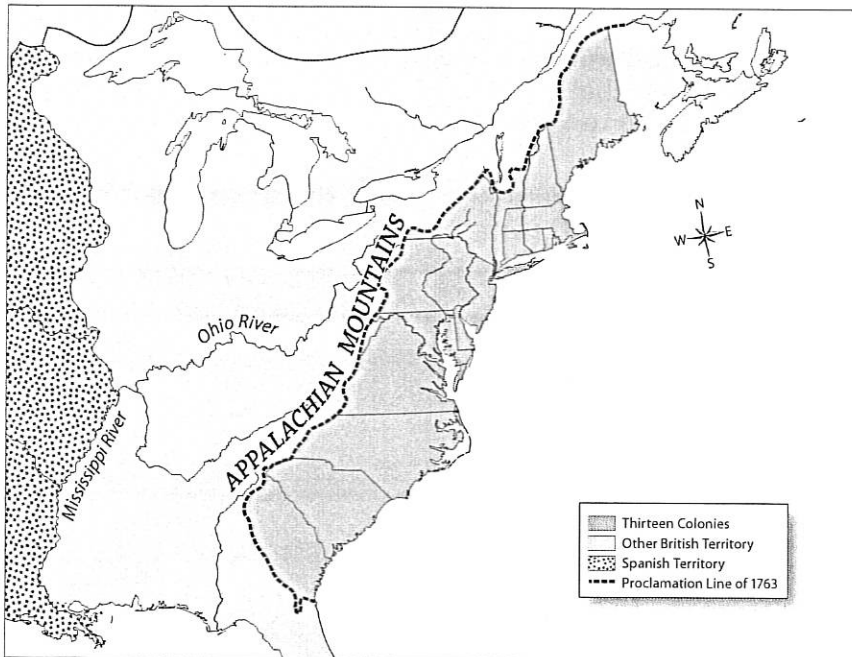 APPALACHIAN MOUNTAINS
Ohio River
Mississippi River
N
W E
S
Thirteen Colonies
Other British Territory
Spanish Territory
Proclamation Line of 1763